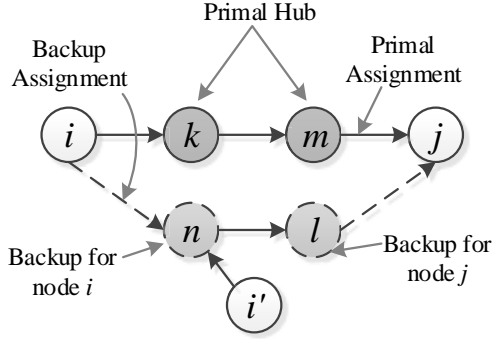 Primal Hub
Backup
Assignment
Primal
Assignment
i
k
m
j
n
l
Backup for
node i
Backup for
node j
i'